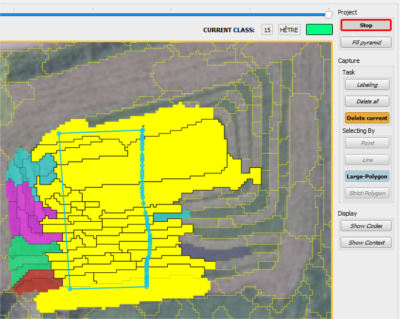 Project
CURRENT CLASS: 15 HÊTRE
Stop
Fill pyramid
Capture
Task
Labeling
Delete all
Delete current
Selecting By
Point
Line
Large-Polygon
Strict-Polygon
Display
Show Codes
Show Context